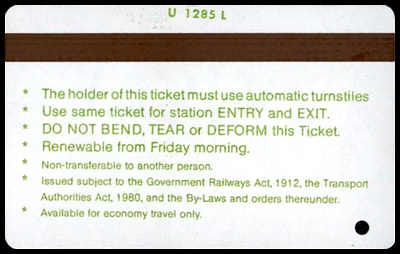 U 1285 L
* The holder of this ticket must use automatic turnstiles
* Use same ticket for station ENTRY and EXIT.
* DO NOT BEND, TEAR or DEFORM this Ticket.
* Renewable from Friday morning.
* Non-transferable to another person.
* Issued subject to the Government Railways Act, 1912, the Transport
Authorities Act, 1980, and the By-Laws and orders thereunder.
* Available for economy travel only.